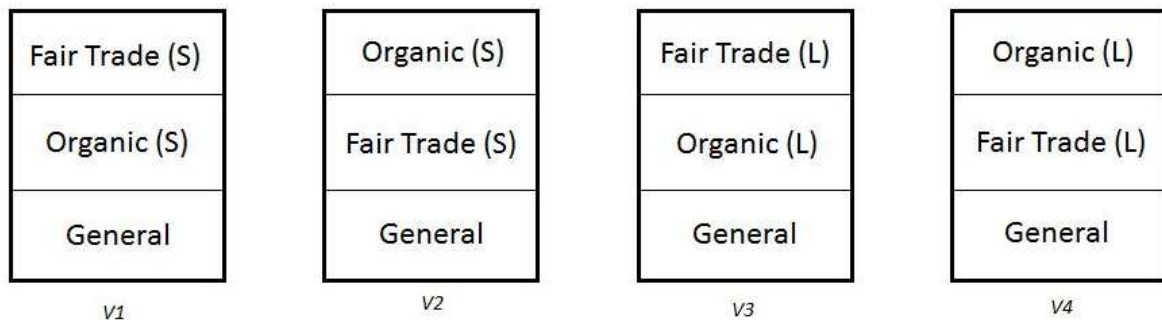 Fair Trade (S)
Organic (S)
General
V1
Organic (S)
Fair Trade (S)
General
V2
Fair Trade (L)
Organic (L)
General
V3
Organic (L)
Fair Trade (L)
General
V4